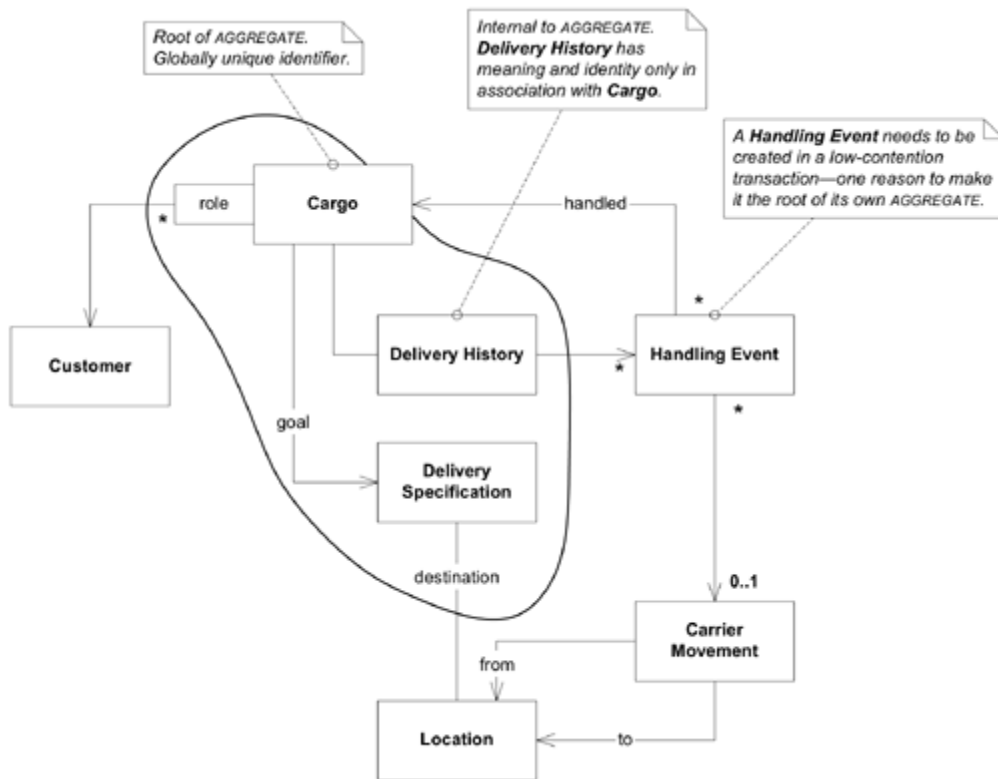 Root of AGGREGATE.
Globally unique identifier.
Internal to AGGREGATE.
Delivery History has
meaning and identity only in
association with Cargo.
A Handling Event needs to be
created in a low-contention
transaction—one reason to make
it the root of its own AGGREGATE.
role
*
Cargo
handled
Customer
Delivery History
*
*
Handling Event
*
goal
Delivery
Specification
destination
0..1
Carrier
Movement
from
Location
to